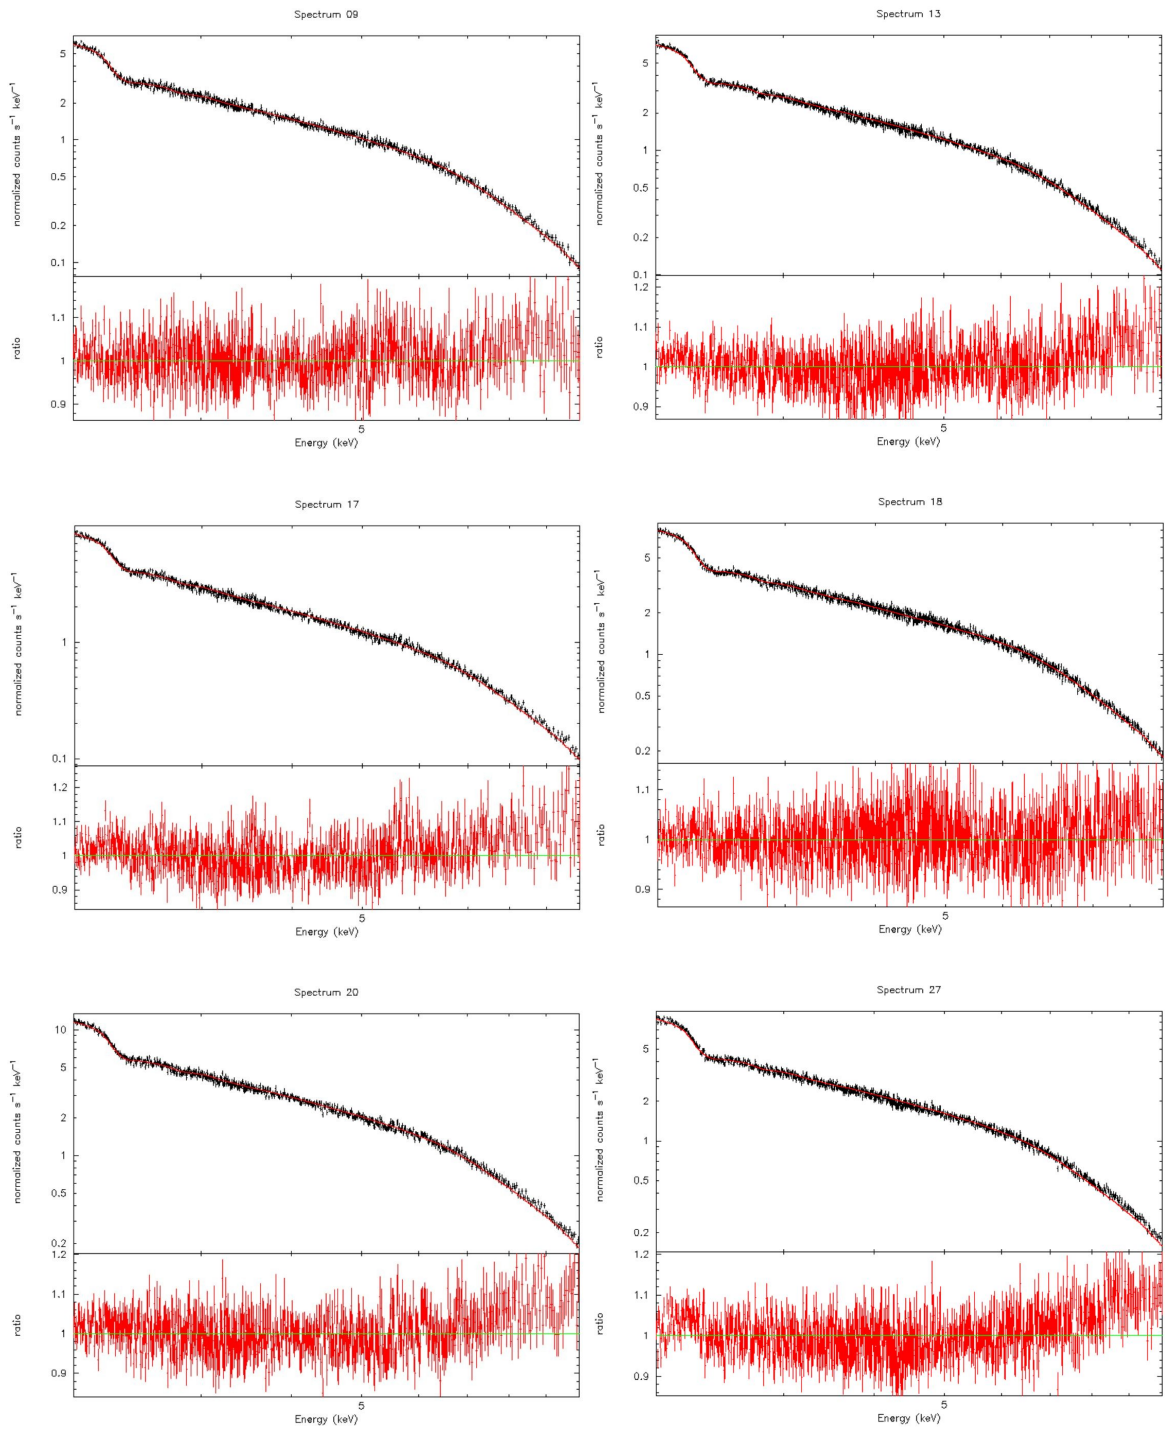 Spectrum 09
normalized counts s⁻¹ keV⁻¹
5
2
1
0.5
0.2
0.1
ratio
1.1
1
0.9
5
Energy (keV)
Spectrum 13
normalized counts s⁻¹ keV⁻¹
5
2
1
0.5
0.2
0.1
ratio
1.2
1.1
1
0.9
5
Energy (keV)
Spectrum 17
normalized counts s⁻¹ keV⁻¹
1
0.1
ratio
1.2
1.1
1
0.9
5
Energy (keV)
Spectrum 18
normalized counts s⁻¹ keV⁻¹
5
2
1
0.5
0.2
ratio
1.1
1
0.9
5
Energy (keV)
Spectrum 20
normalized counts s⁻¹ keV⁻¹
10
5
2
1
0.5
0.2
ratio
1.2
1.1
1
0.9
5
Energy (keV)
Spectrum 27
normalized counts s⁻¹ keV⁻¹
5
2
1
0.5
0.2
ratio
1.2
1.1
1
0.9
5
Energy (keV)